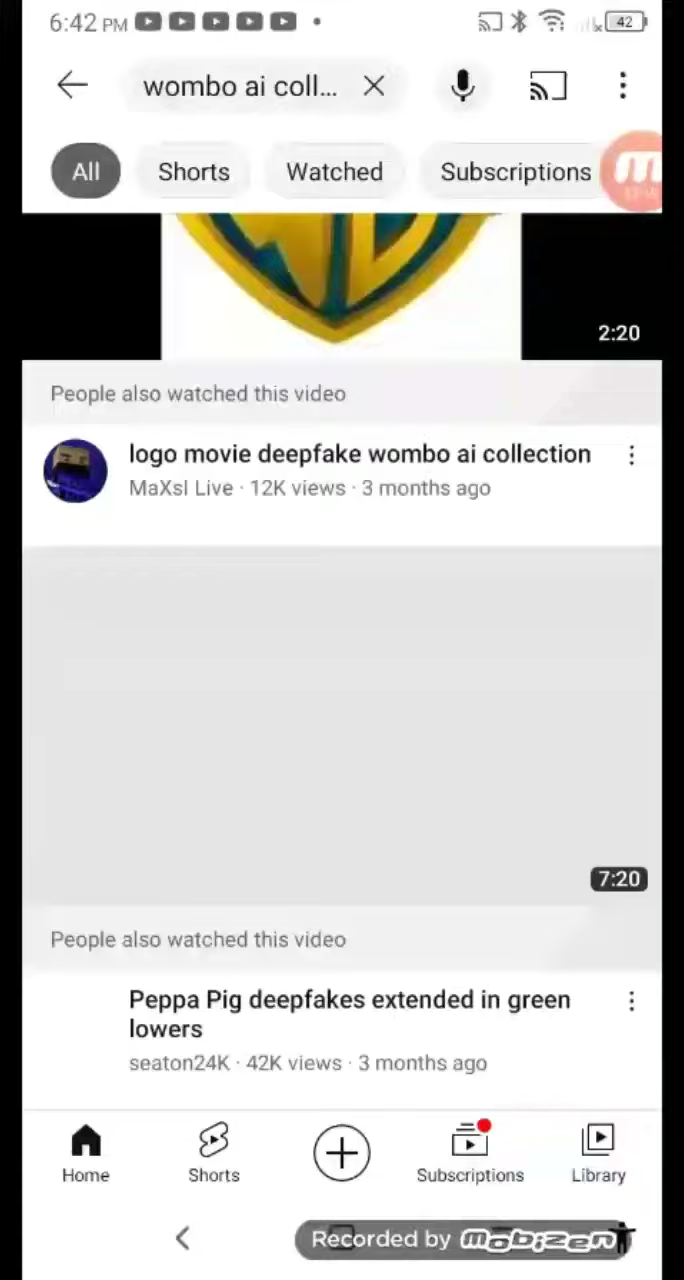 6:42 PM
42
wombo ai coll...
All
Shorts
Watched
Subscriptions
2:20
People also watched this video
logo movie deepfake wombo ai collection
MaXsl Live · 12K views · 3 months ago
7:20
People also watched this video
Peppa Pig deepfakes extended in green
lowers
seaton24K · 42K views · 3 months ago
Home
Shorts
Subscriptions
Library
Recorded by mobizen